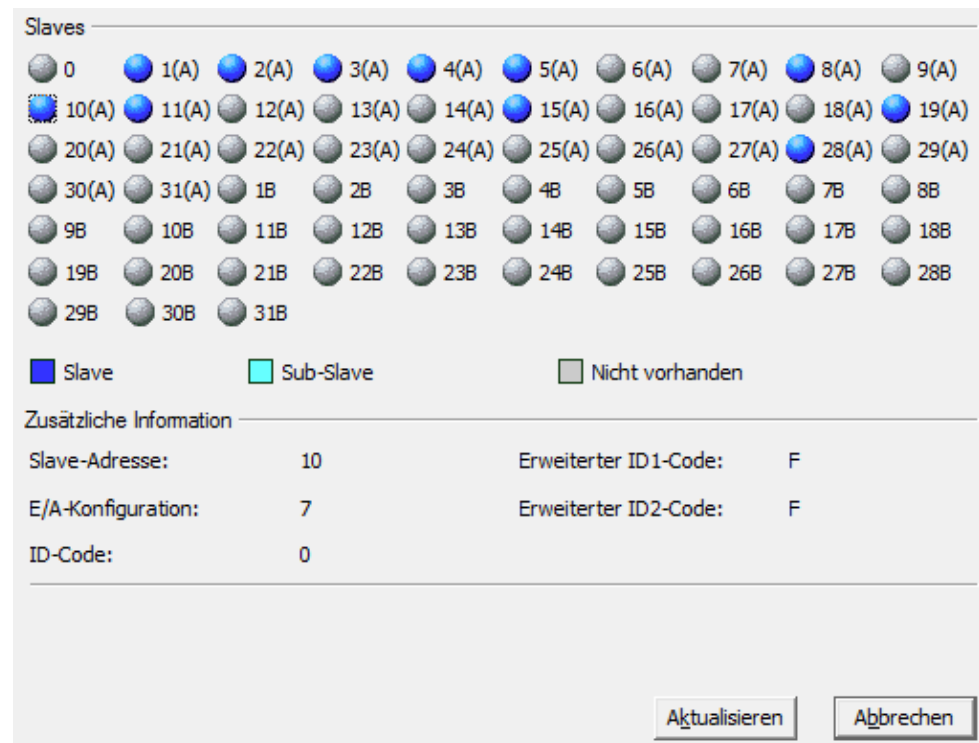 Slaves
0 1(A) 2(A) 3(A) 4(A) 5(A) 6(A) 7(A) 8(A) 9(A)
10(A) 11(A) 12(A) 13(A) 14(A) 15(A) 16(A) 17(A) 18(A) 19(A)
20(A) 21(A) 22(A) 23(A) 24(A) 25(A) 26(A) 27(A) 28(A) 29(A)
30(A) 31(A) 1B 2B 3B 4B 5B 6B 7B 8B
9B 10B 11B 12B 13B 14B 15B 16B 17B 18B
19B 20B 21B 22B 23B 24B 25B 26B 27B 28B
29B 30B 31B
Slave Sub-Slave Nicht vorhanden
Zusätzliche Information
Slave-Adresse: 10 Erweiterter ID1-Code: F
E/A-Konfiguration: 7 Erweiterter ID2-Code: F
ID-Code: 0
Aktualisieren Abbrechen